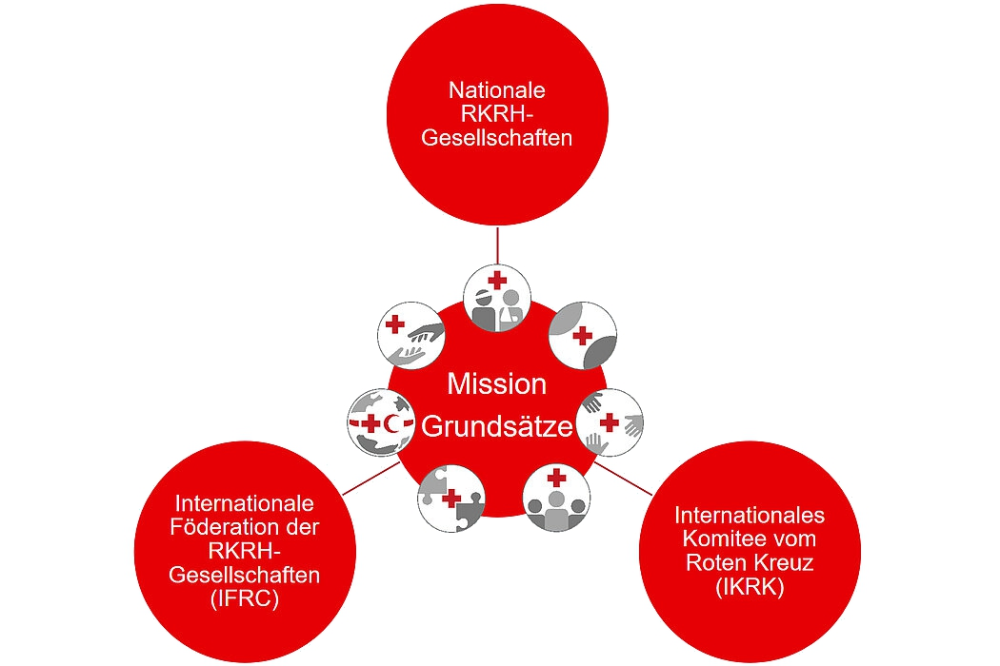 Nationale
RKRH-
Gesellschaften
Mission
Grundsätze
Internationale
Föderation der
RKRH-
Gesellschaften
(IFRC)
Internationales
Komitee vom
Roten Kreuz
(IKRK)